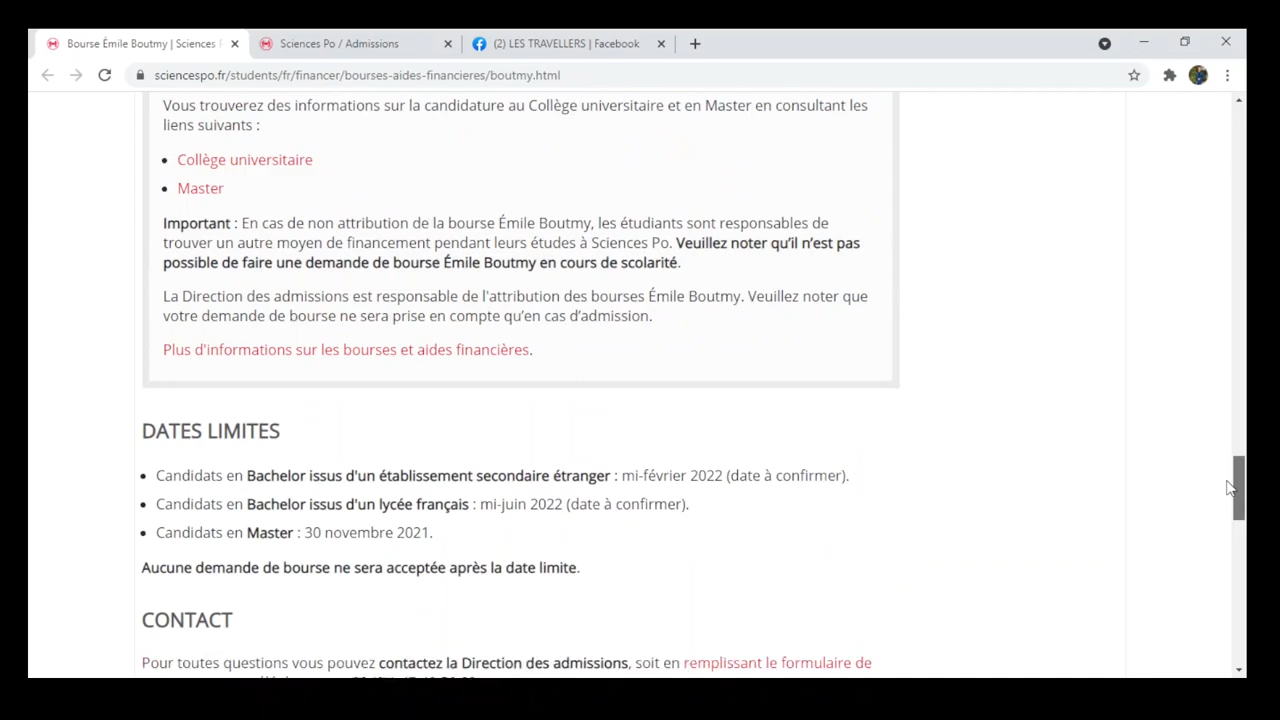 Bourse Émile Boutmy | Sciences
Sciences Po / Admissions
(2) LES TRAVELLERS | Facebook
sciencespo.fr/students/fr/financer/bourses-aides-financieres/boutmy.html
Vous trouverez des informations sur la candidature au Collège universitaire et en Master en consultant les
liens suivants :
Collège universitaire
Master
Important : En cas de non attribution de la bourse Émile Boutmy, les étudiants sont responsables de
trouver un autre moyen de financement pendant leurs études à Sciences Po. Veuillez noter qu'il n'est pas
possible de faire une demande de bourse Émile Boutmy en cours de scolarité.
La Direction des admissions est responsable de l'attribution des bourses Émile Boutmy. Veuillez noter que
votre demande de bourse ne sera prise en compte qu'en cas d'admission.
Plus d'informations sur les bourses et aides financières.
DATES LIMITES
Candidats en Bachelor issus d'un établissement secondaire étranger : mi-février 2022 (date à confirmer).
Candidats en Bachelor issus d'un lycée français : mi-juin 2022 (date à confirmer).
Candidats en Master : 30 novembre 2021.
Aucune demande de bourse ne sera acceptée après la date limite.
CONTACT
Pour toutes questions vous pouvez contactez la Direction des admissions, soit en remplissant le formulaire de